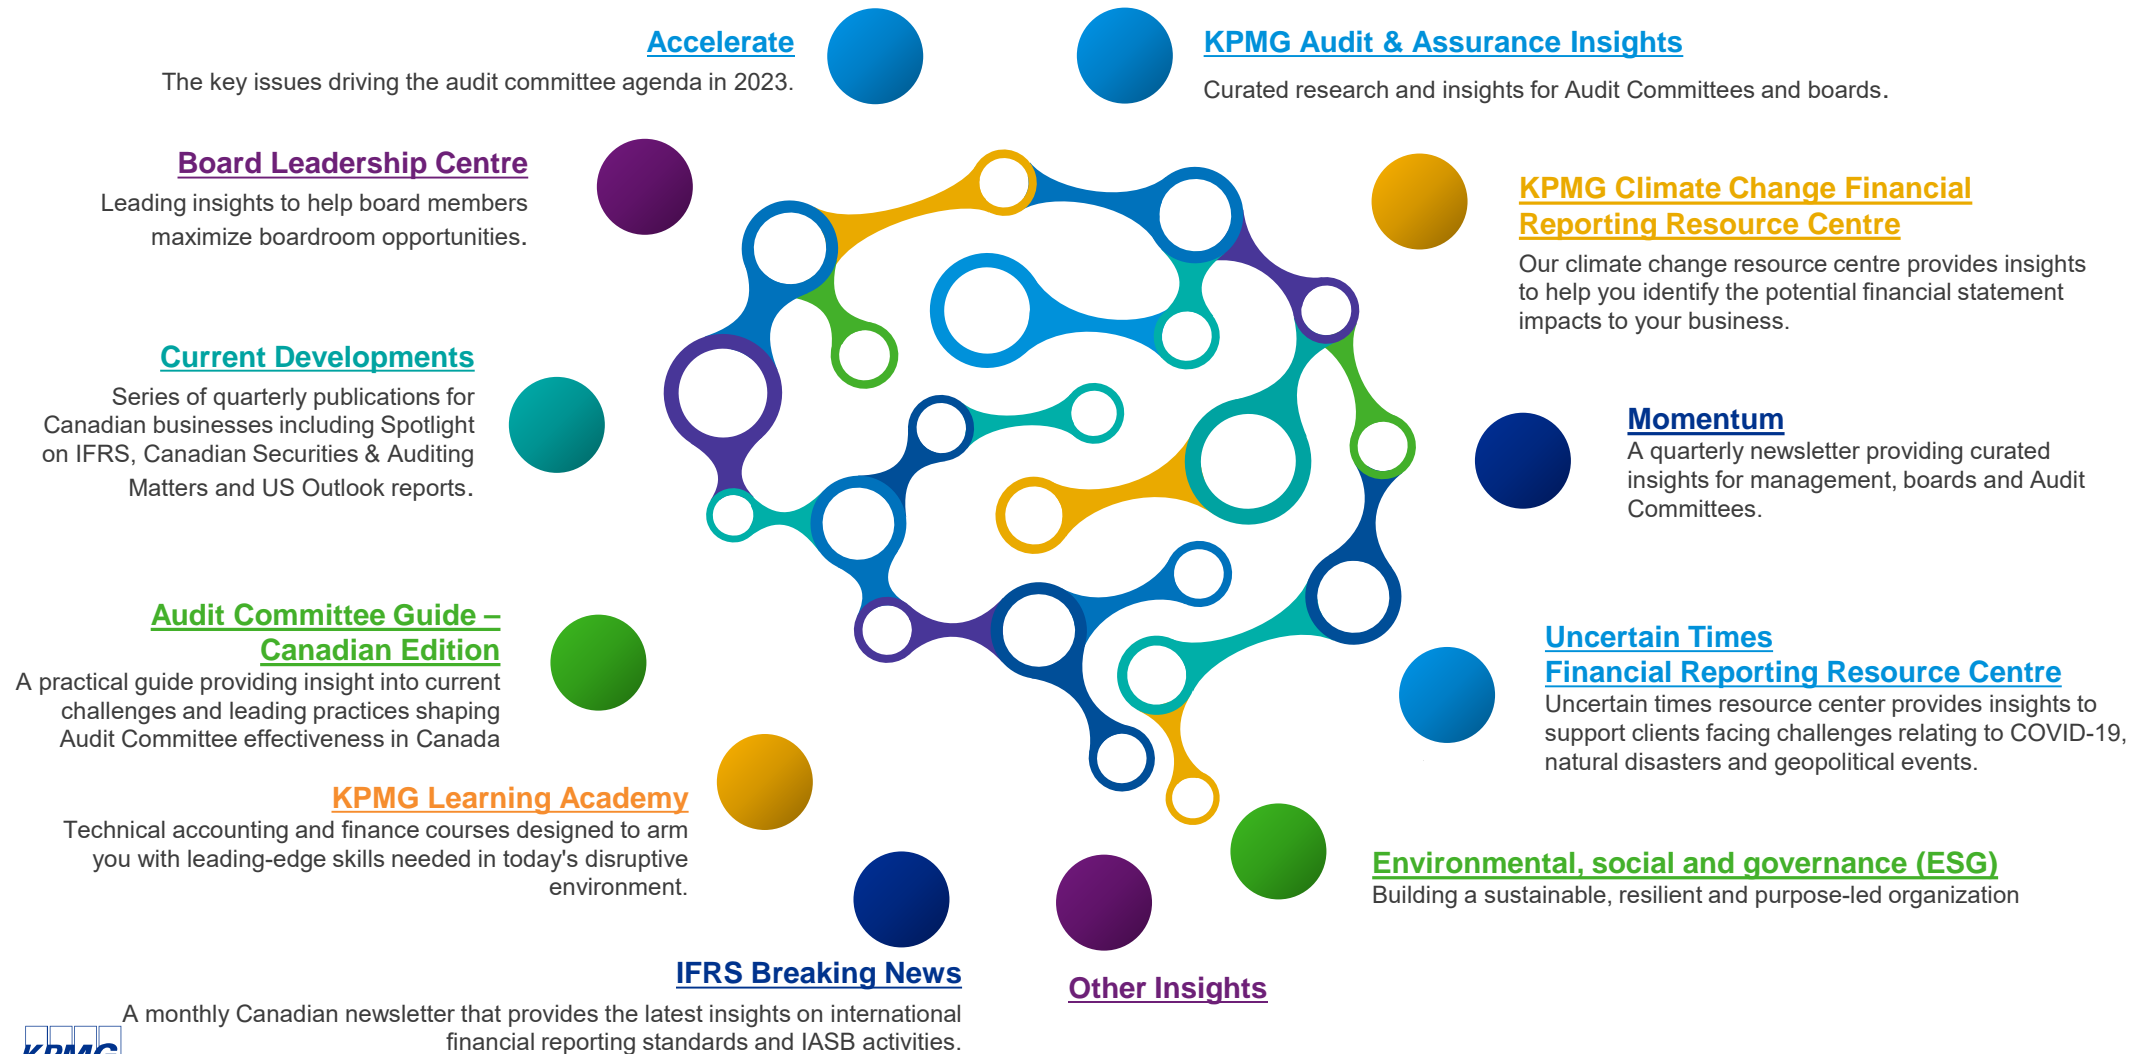 Accelerate
The key issues driving the audit committee agenda in 2023.
KPMG Audit & Assurance Insights
Curated research and insights for Audit Committees and boards.
Board Leadership Centre
Leading insights to help board members
maximize boardroom opportunities.
KPMG Climate Change Financial
Reporting Resource Centre
Our climate change resource centre provides insights
to help you identify the potential financial statement
impacts to your business.
Current Developments
Series of quarterly publications for
Canadian businesses including Spotlight
on IFRS, Canadian Securities & Auditing
Matters and US Outlook reports.
Momentum
A quarterly newsletter providing curated
insights for management, boards and Audit
Committees.
Audit Committee Guide –
Canadian Edition
A practical guide providing insight into current
challenges and leading practices shaping
Audit Committee effectiveness in Canada
Uncertain Times
Financial Reporting Resource Centre
Uncertain times resource center provides insights to
support clients facing challenges relating to COVID-19,
natural disasters and geopolitical events.
KPMG Learning Academy
Technical accounting and finance courses designed to arm
you with leading-edge skills needed in today's disruptive
environment.
Environmental, social and governance (ESG)
Building a sustainable, resilient and purpose-led organization
IFRS Breaking News
A monthly Canadian newsletter that provides the latest insights on international
financial reporting standards and IASB activities.
Other Insights
KPMG